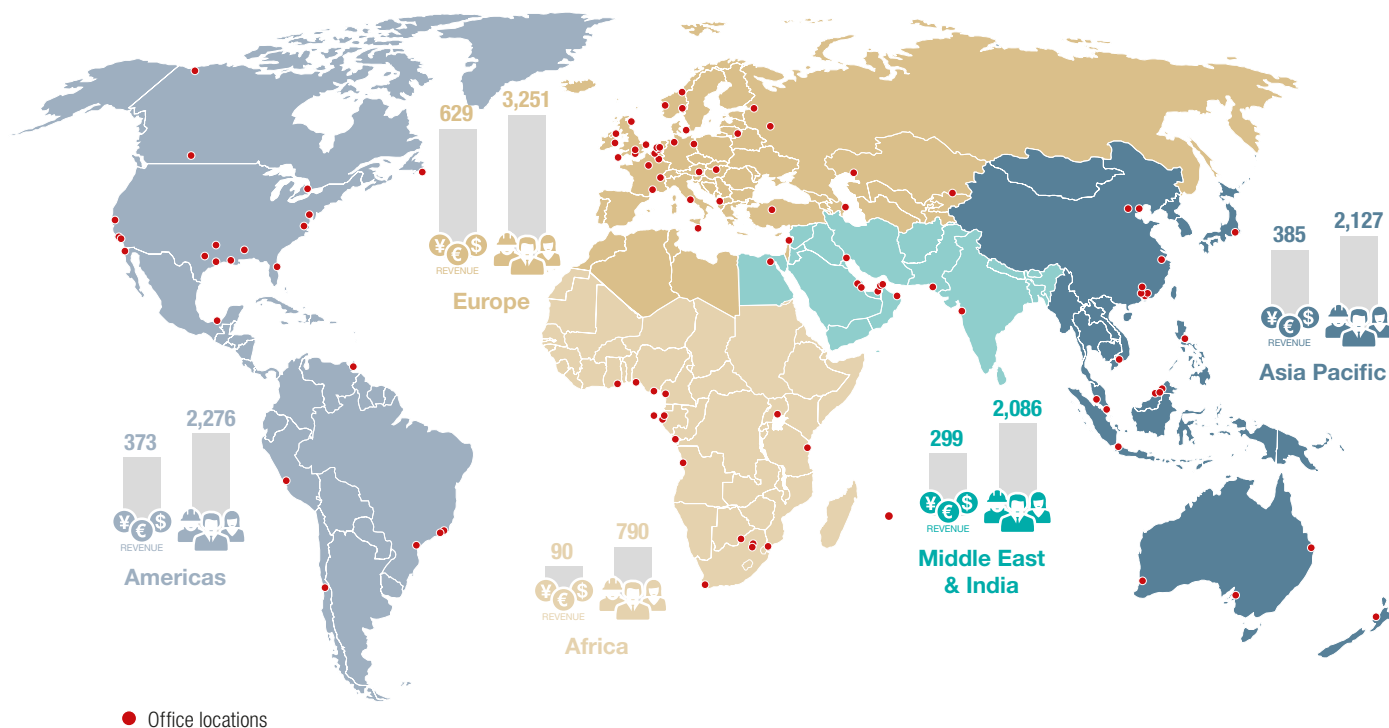 629
3,251
¥ € $
REVENUE
Europe
385
2,127
¥ € $
REVENUE
Asia Pacific
373
2,276
¥ € $
REVENUE
Americas
299
2,086
¥ € $
REVENUE
Middle East
& India
90
790
¥ € $
REVENUE
Africa
Office locations